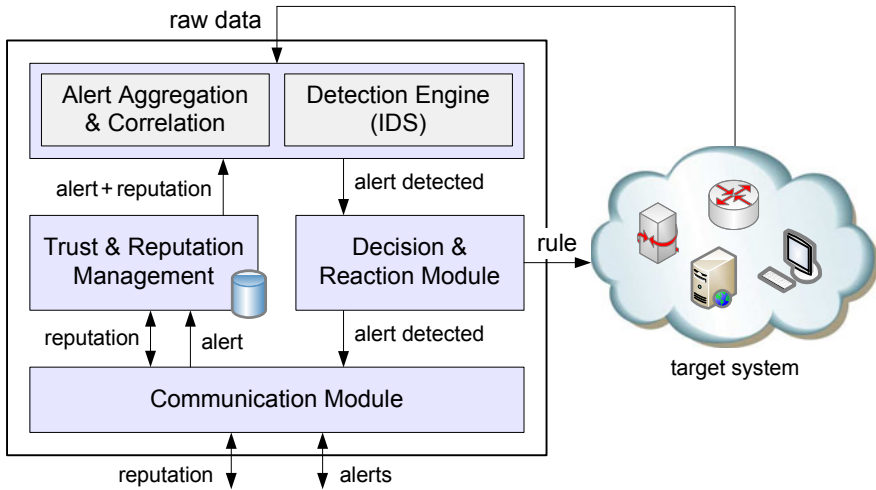 raw data
Alert Aggregation
& Correlation
Detection Engine
(IDS)
alert+reputation
alert detected
Trust & Reputation
Management
Decision &
Reaction Module
rule
reputation
alert
alert detected
target system
Communication Module
reputation
alerts